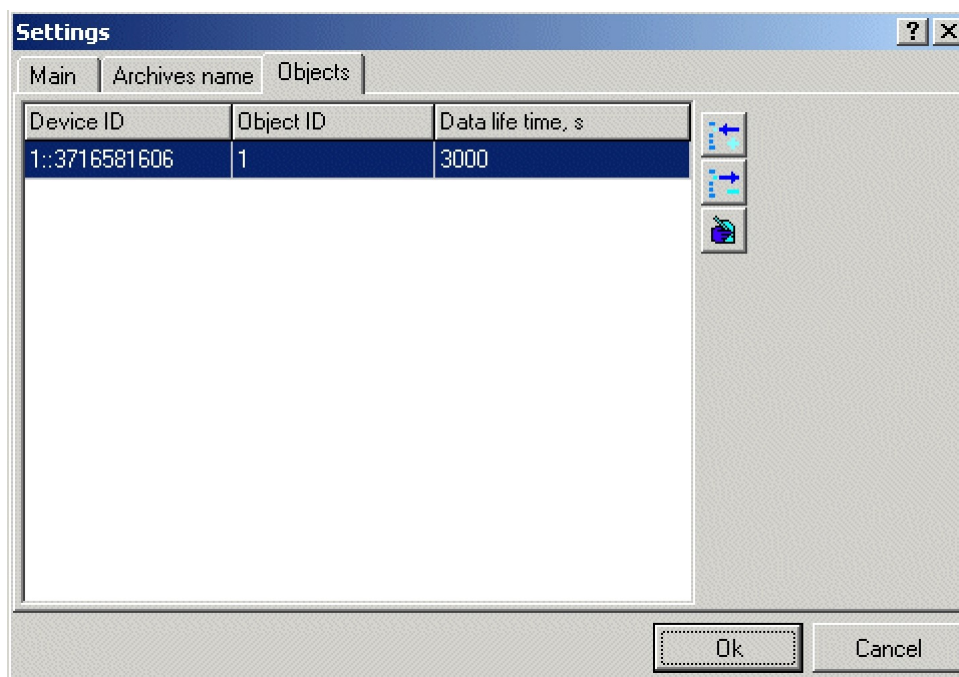 Settings
Main Archives name Objects
Device ID Object ID Data life time, s
1::3716581606 1 3000
Ok Cancel